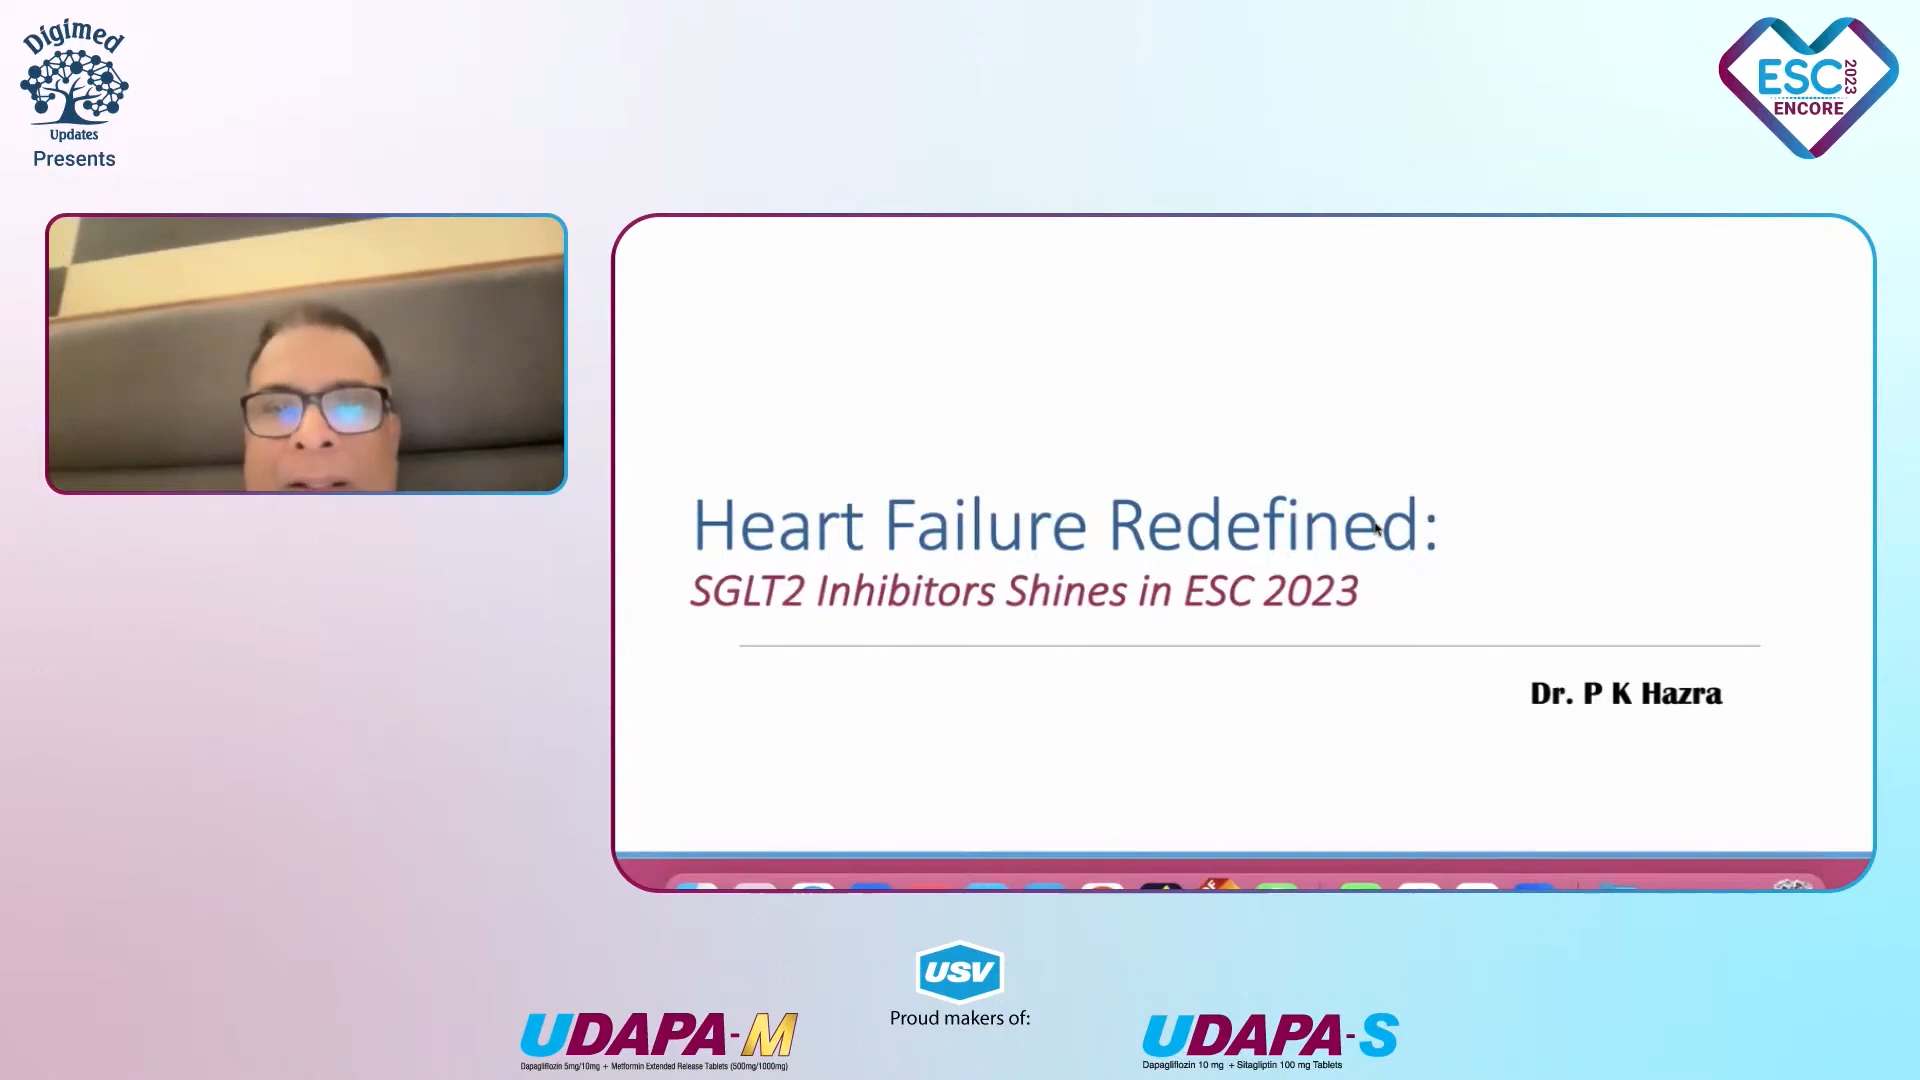 Digimed
Updates
Presents
ESC 2023
ENCORE
Heart Failure Redefined:
SGLT2 Inhibitors Shines in ESC 2023
Dr. P K Hazra
USV
Proud makers of:
UDAPA-M
Dapagliflozin 5mg/10mg + Metformin Extended Release Tablets (500mg/1000mg)
UDAPA-S
Dapagliflozin 10 mg + Sitagliptin 100 mg Tablets